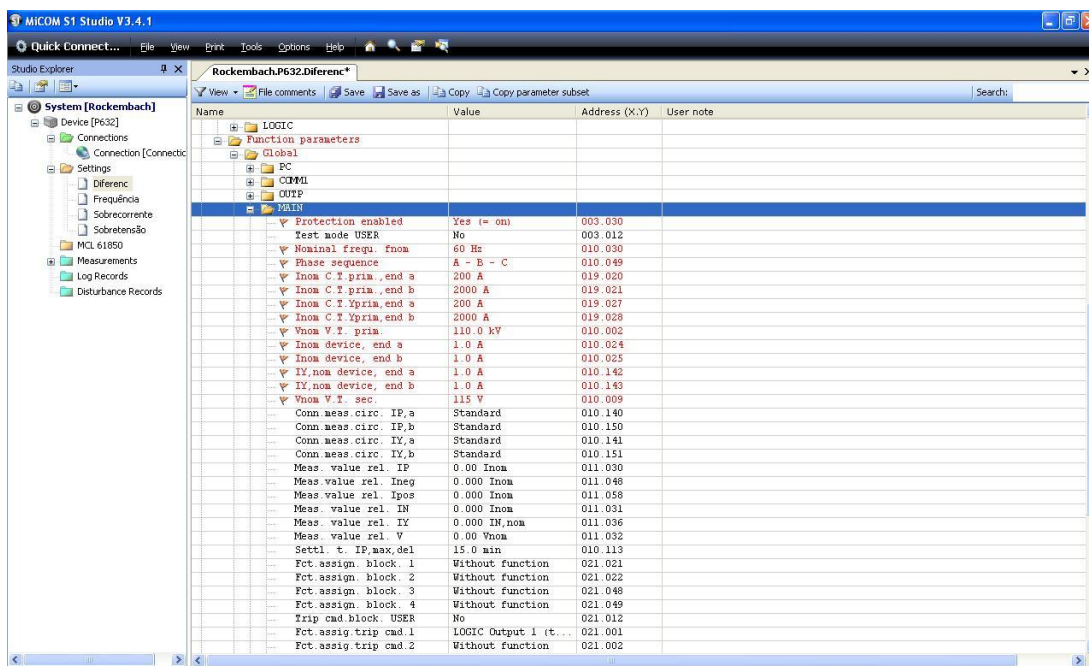 MiCOM S1 Studio V3.4.1
Quick Connect... File View Print Tools Options Help
Studio Explorer
System [Rockembach]
Device [P632]
Connections
Connection [Connectic
Settings
Diferenc
Frequência
Sobrecorrente
Sobretensão
MCL 61850
Measurements
Log Records
Disturbance Records
Rockembach.P632.Diferenc*
View File comments Save Save as Copy Copy parameter subset Search:
Name Value Address (X.Y) User note
LOGIC
Function parameters
Global
PC
COMM1
OUTP
MAIN
Protection enabled Yes (= on) 003.030
Test mode USER No 003.012
Nominal frequ. fnom 60 Hz 010.030
Phase sequence A - B - C 010.049
Inom C.T.prim.,end a 200 A 019.020
Inom C.T.prim.,end b 2000 A 019.021
Inom C.T.Yprim,end a 200 A 019.027
Inom C.T.Yprim,end b 2000 A 019.028
Vnom V.T. prim. 110.0 kV 010.002
Inom device, end a 1.0 A 010.024
Inom device, end b 1.0 A 010.025
IY,nom device, end a 1.0 A 010.142
IY,nom device, end b 1.0 A 010.143
Vnom V.T. sec. 115 V 010.009
Conn.meas.circ. IP,a Standard 010.140
Conn.meas.circ. IP,b Standard 010.150
Conn.meas.circ. IY,a Standard 010.141
Conn.meas.circ. IY,b Standard 010.151
Meas. value rel. IP 0.00 Inom 011.030
Meas.value rel. Ineg 0.000 Inom 011.048
Meas.value rel. Ipos 0.000 Inom 011.058
Meas. value rel. IN 0.000 Inom 011.031
Meas. value rel. IY 0.000 IN,nom 011.036
Meas. value rel. V 0.00 Vnom 011.032
Settl. t. IP,max,del 15.0 min 010.113
Fct.assign. block. 1 Without function 021.021
Fct.assign. block. 2 Without function 021.022
Fct.assign. block. 3 Without function 021.048
Fct.assign. block. 4 Without function 021.049
Trip cmd.block. USER No 021.012
Fct.assig.trip cmd.1 LOGIC Output 1 (t... 021.001
Fct.assig.trip cmd.2 Without function 021.002